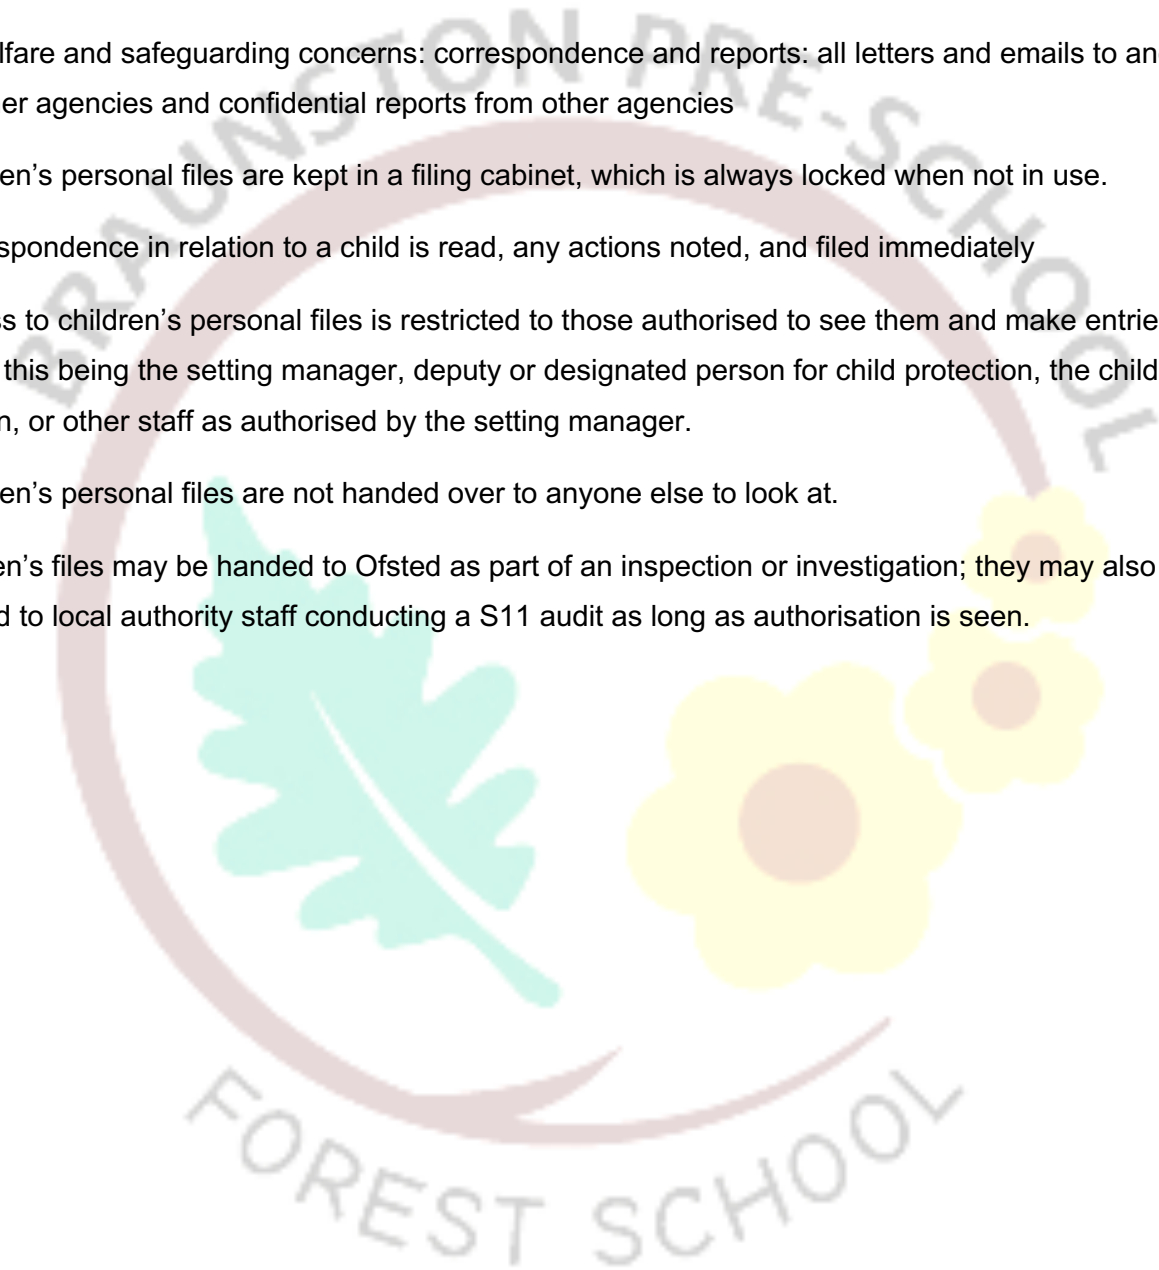 BRAUNSTON PRE-SCHOOL
lfare and safeguarding concerns: correspondence and reports: all letters and emails to an
er agencies and confidential reports from other agencies
en’s personal files are kept in a filing cabinet, which is always locked when not in use.
spondence in relation to a child is read, any actions noted, and filed immediately
ss to children’s personal files is restricted to those authorised to see them and make entrie
this being the setting manager, deputy or designated person for child protection, the child
n, or other staff as authorised by the setting manager.
en’s personal files are not handed over to anyone else to look at.
en’s files may be handed to Ofsted as part of an inspection or investigation; they may also
d to local authority staff conducting a S11 audit as long as authorisation is seen.
FOREST SCHOOL